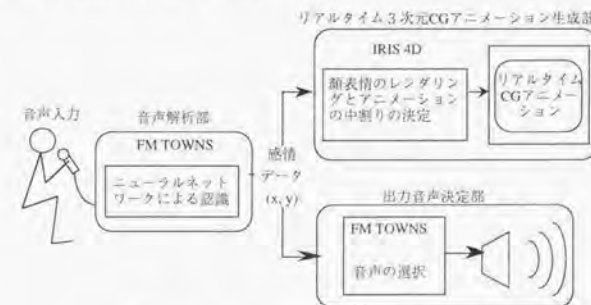 リアルタイム３次元CGアニメーション生成部
IRIS 4D
顔表情のレンダリン
グとアニメーション
の中割りの決定
リアルタイム
CGアニメー
ション
音声入力
音声解析部
FM TOWNS
ニューラルネット
ワークによる認識
感情
データ
(x, y)
出力音声決定部
FM TOWNS
音声の選択